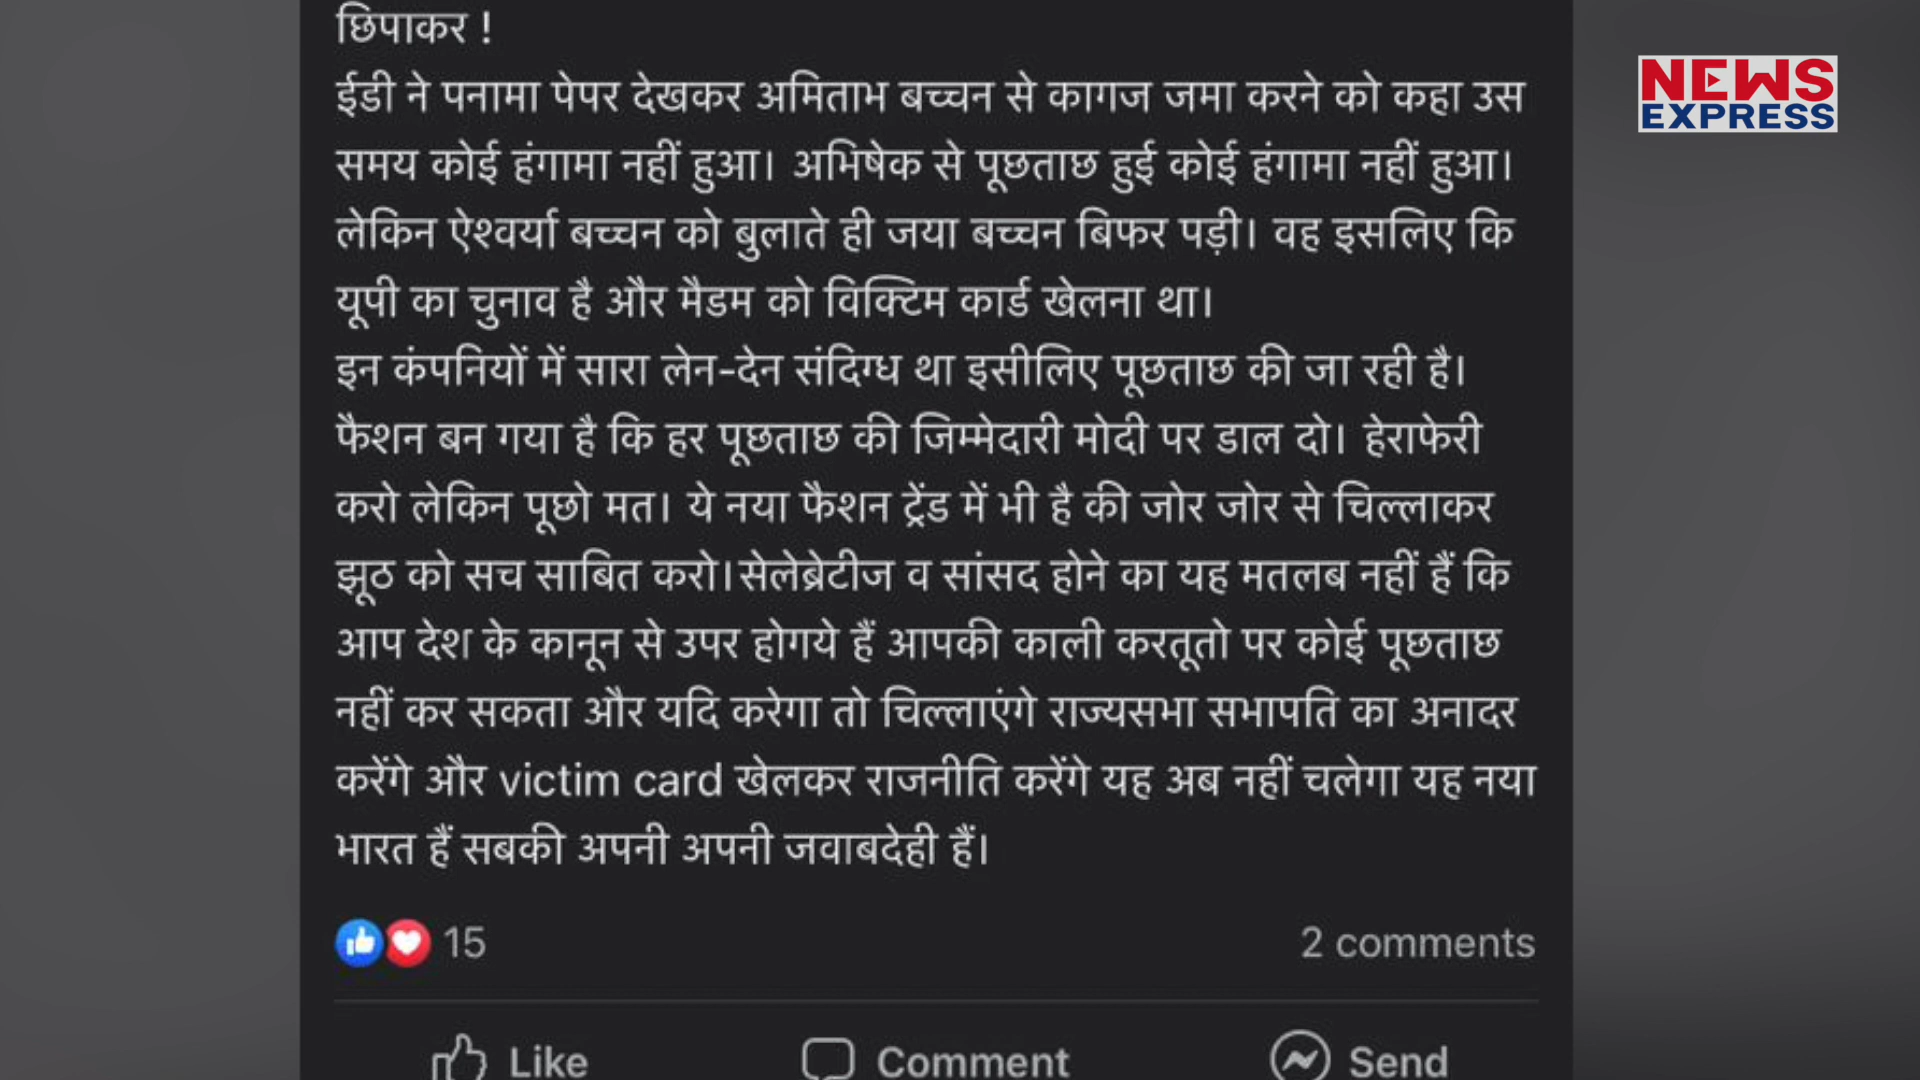 छिपाकर !
NEWS
EXPRESS
ईडी ने पनामा पेपर देखकर अमिताभ बच्चन से कागज जमा करने को कहा उस
समय कोई हंगामा नहीं हुआ। अभिषेक से पूछताछ हुई कोई हंगामा नहीं हुआ।
लेकिन ऐश्वर्या बच्चन को बुलाते ही जया बच्चन बिफर पड़ी। वह इसलिए कि
यूपी का चुनाव है और मैडम को विक्टिम कार्ड खेलना था।
इन कंपनियों में सारा लेन-देन संदिग्ध था इसीलिए पूछताछ की जा रही है।
फैशन बन गया है कि हर पूछताछ की जिम्मेदारी मोदी पर डाल दो। हेराफेरी
करो लेकिन पूछो मत। ये नया फैशन ट्रेंड में भी है की जोर जोर से चिल्लाकर
झूठ को सच साबित करो।सेलेब्रेटीज व सांसद होने का यह मतलब नहीं हैं कि
आप देश के कानून से उपर होगये हैं आपकी काली करतूतो पर कोई पूछताछ
नहीं कर सकता और यदि करेगा तो चिल्लाएंगे राज्यसभा सभापति का अनादर
करेंगे और victim card खेलकर राजनीति करेंगे यह अब नहीं चलेगा यह नया
भारत हैं सबकी अपनी अपनी जवाबदेही हैं।
15 2 comments
Like Comment Send